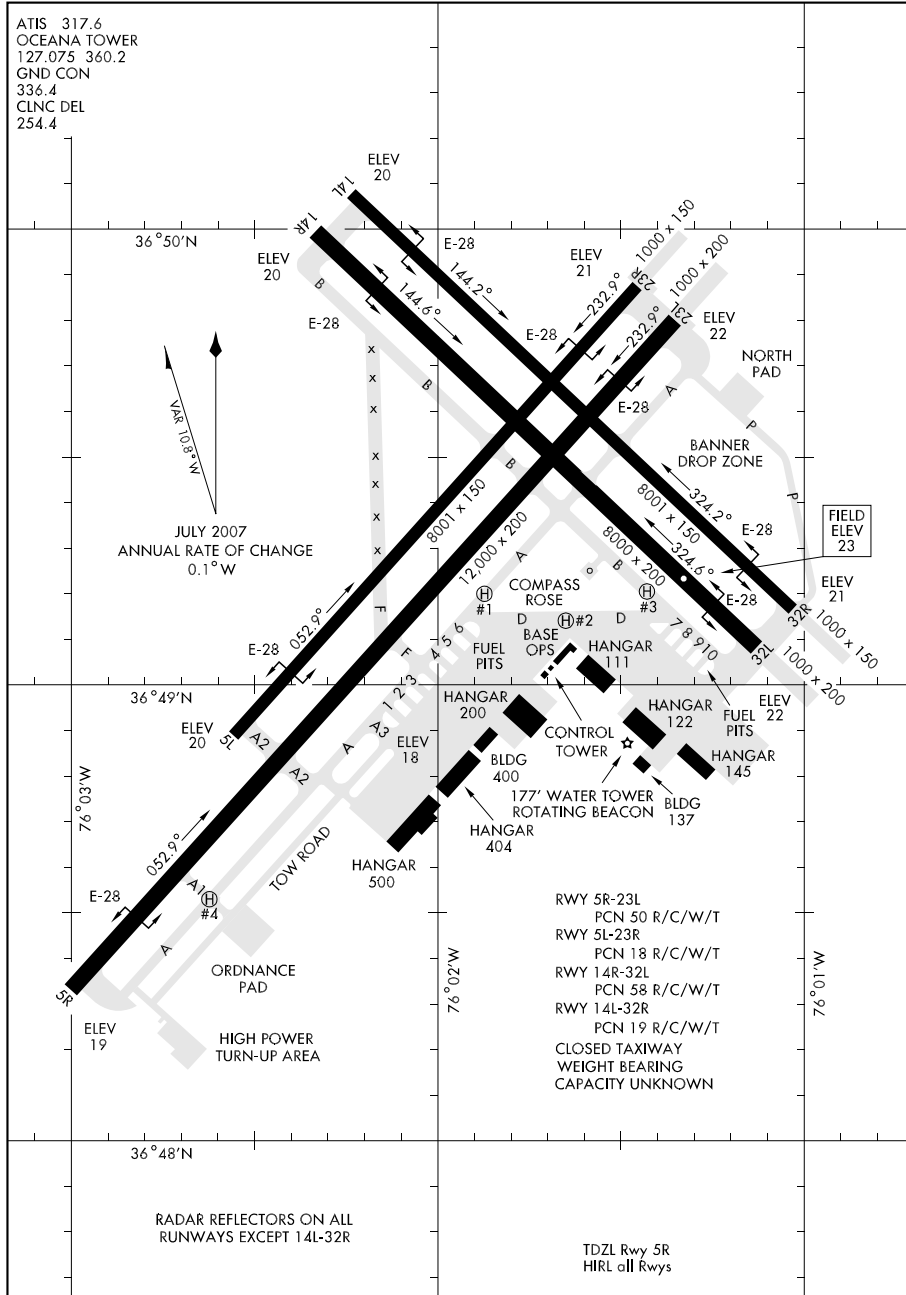 ATIS 317.6
OCEANA TOWER
127.075 360.2
GND CON
336.4
CLNC DEL
254.4
ELEV
20
14L
14R
36°50'N
ELEV
20
E-28
144.2°
144.6°
E-28
ELEV
21
23R
1000 x 150
1000 x 200
23L
ELEV
22
232.9°
232.9°
E-28
E-28
NORTH
PAD
B
B
B
B
A
P
P
x
x
x
x
x
x
x
VAR 10.8°W
JULY 2007
ANNUAL RATE OF CHANGE
0.1°W
BANNER
DROP ZONE
324.2°
8001 x 150
324.6°
8000 x 200
E-28
E-28
FIELD
ELEV
23
8001 x 150
12,000 x 200
A
COMPASS
ROSE
H
#1
H
#2
H
#3
D
D
F
F
052.9°
E-28
FUEL
PITS
BASE
OPS
1 2 3 4 5 6
7 8 9 10
ELEV
21
32R
1000 x 150
32L
1000 x 200
ELEV
22
FUEL
PITS
36°49'N
HANGAR
111
HANGAR
200
CONTROL
TOWER
HANGAR
122
HANGAR
145
ELEV
20
5L
A2
A2
A
A3
ELEV
18
BLDG
400
177' WATER TOWER
ROTATING BEACON
BLDG
137
HANGAR
404
HANGAR
500
76°03'W
052.9°
TOW ROAD
E-28
A1
H
#4
A
5R
ELEV
19
ORDNANCE
PAD
HIGH POWER
TURN-UP AREA
76°02'W
76°01'W
RWY 5R-23L
PCN 50 R/C/W/T
RWY 5L-23R
PCN 18 R/C/W/T
RWY 14R-32L
PCN 58 R/C/W/T
RWY 14L-32R
PCN 19 R/C/W/T
CLOSED TAXIWAY
WEIGHT BEARING
CAPACITY UNKNOWN
36°48'N
RADAR REFLECTORS ON ALL
RUNWAYS EXCEPT 14L-32R
TDZL Rwy 5R
HIRL all Rwys